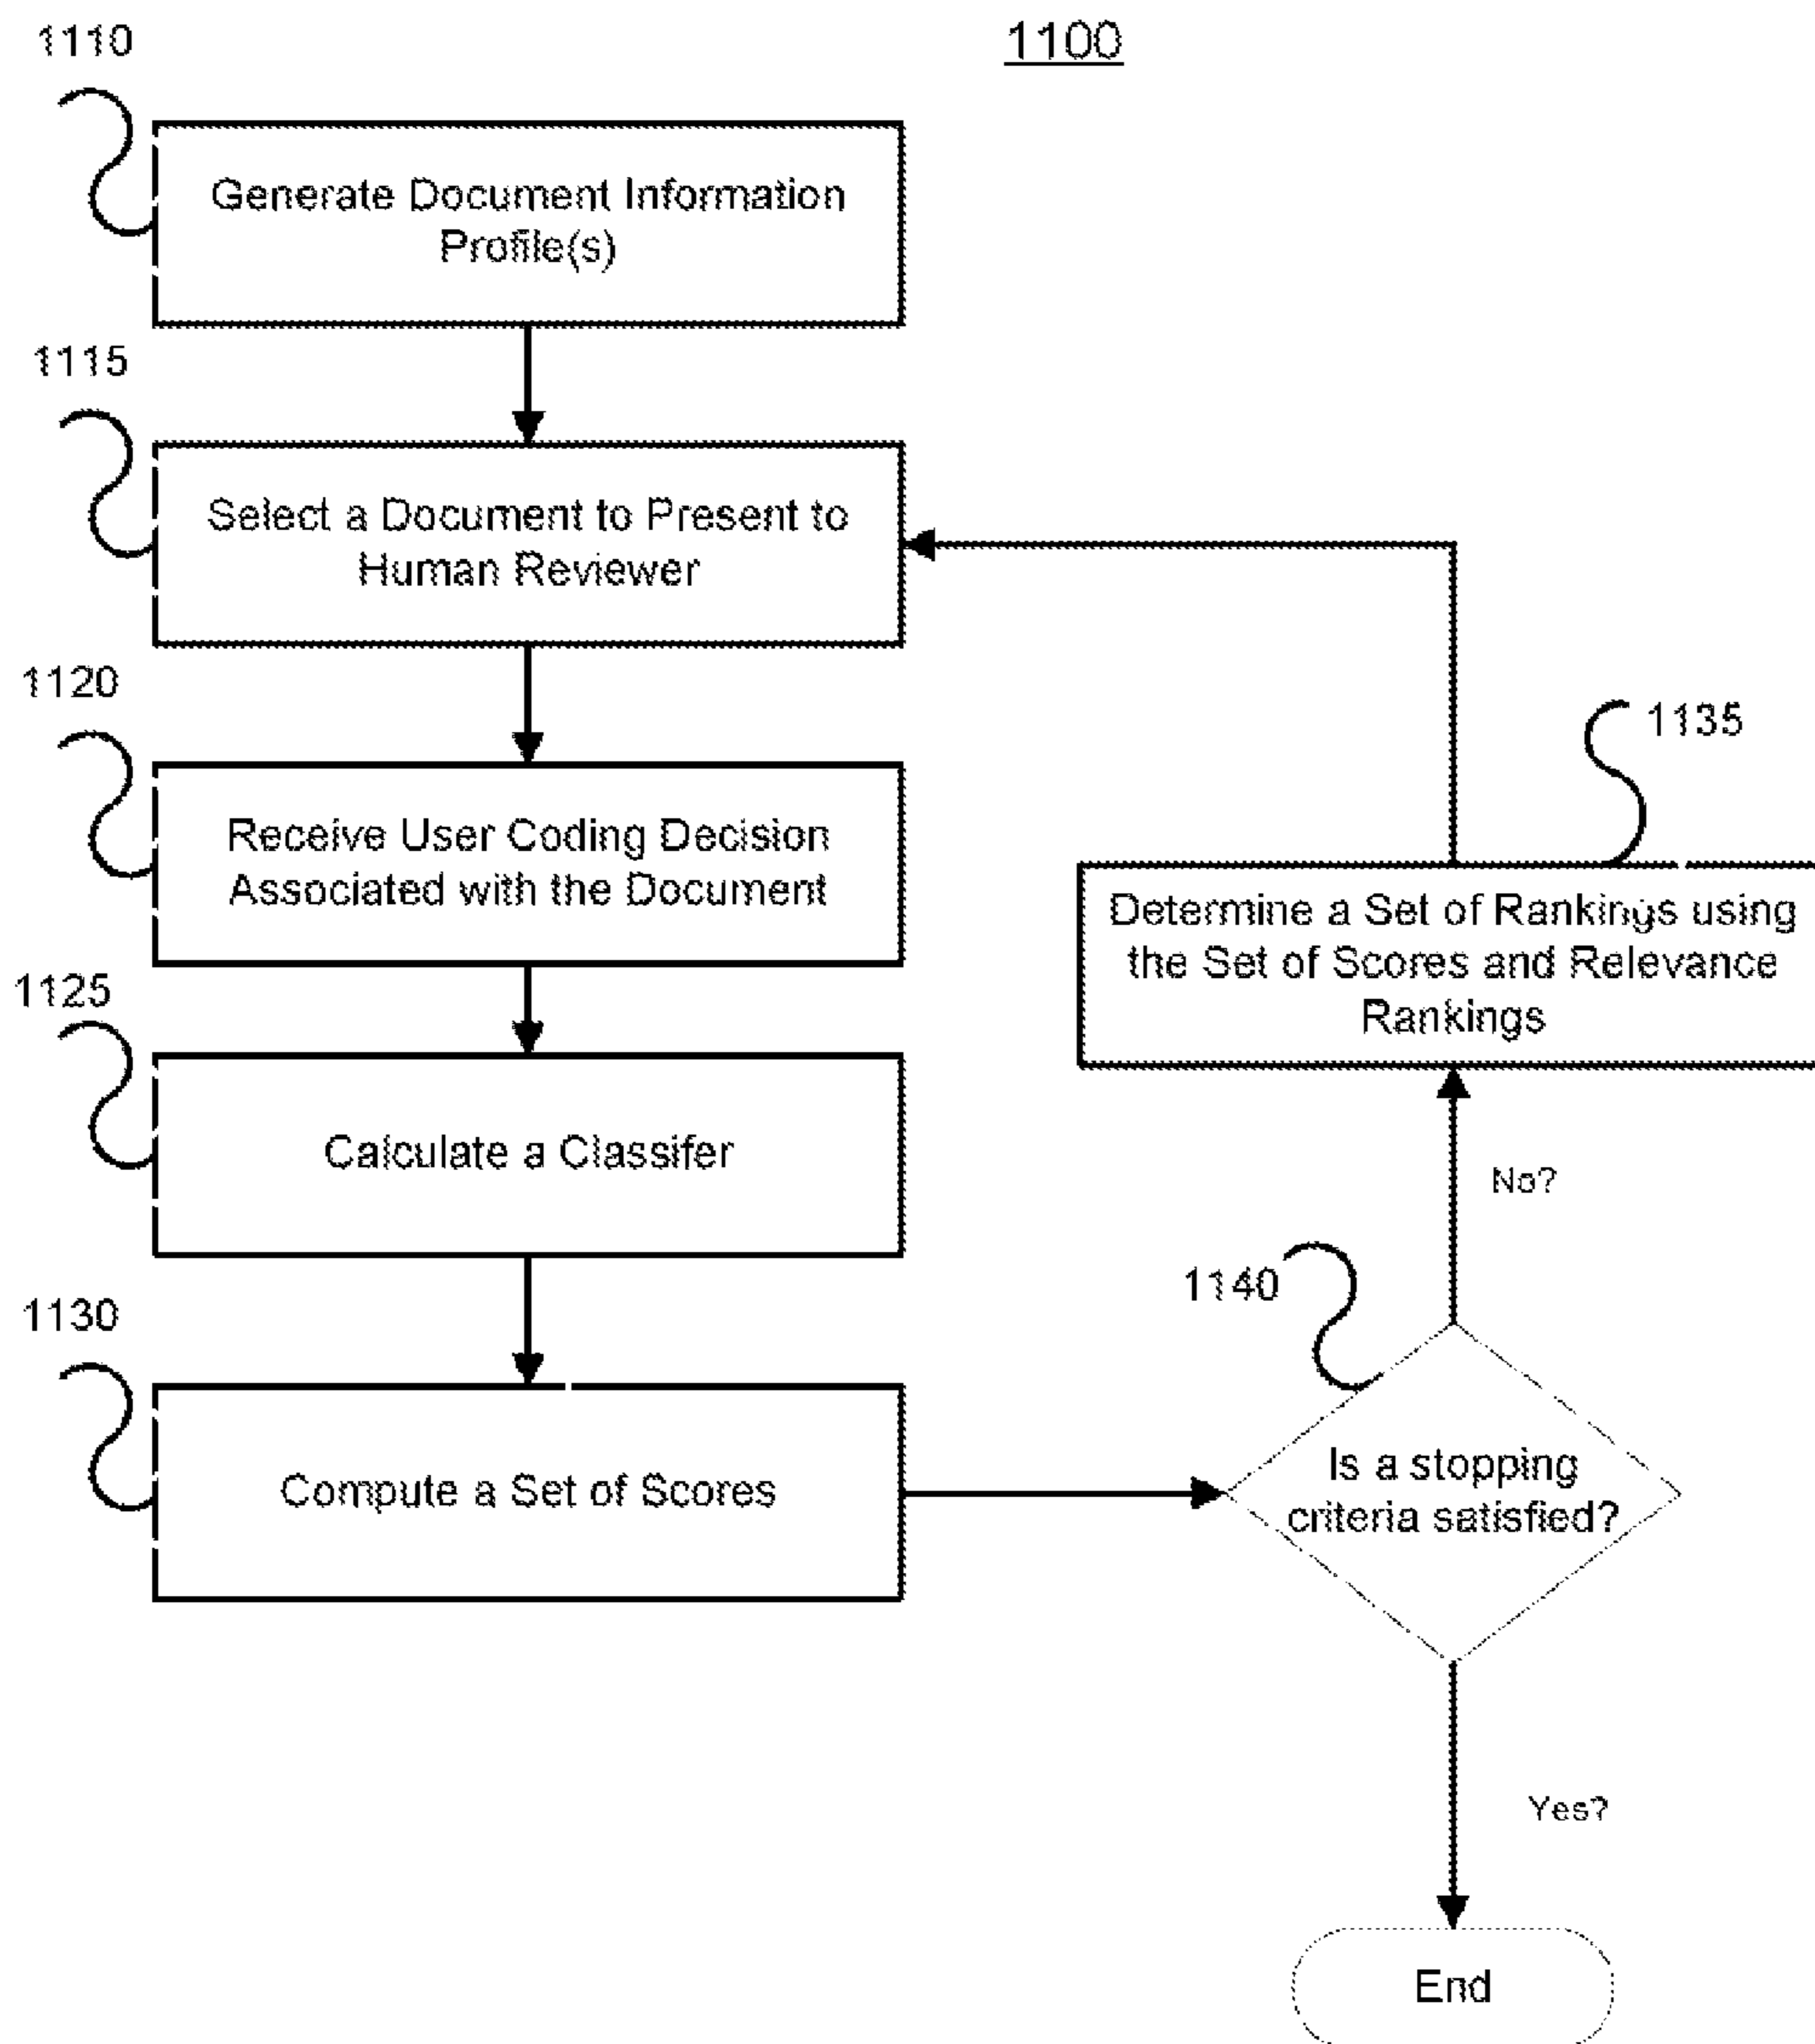 1110
1100
Generate Document Information
Profile(s)
1115
Select a Document to Present to
Human Reviewer
1120
Receive User Coding Decision
Associated with the Document
1135
Determine a Set of Rankings using
the Set of Scores and Relevance
Rankings
1125
Calculate a Classifer
No?
1140
1130
Compute a Set of Scores
Is a stopping
criteria satisfied?
Yes?
End